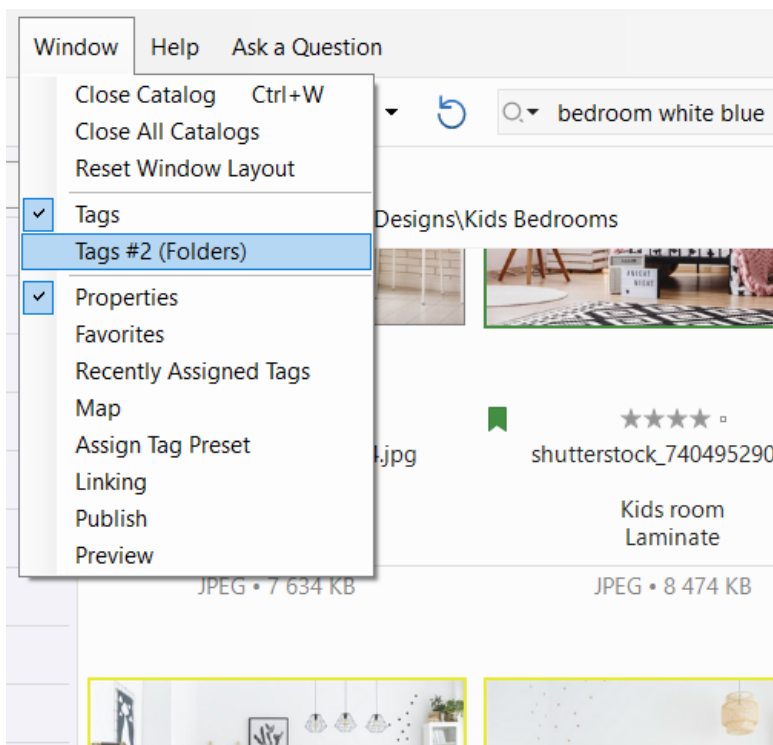 Window Help Ask a Question
Close Catalog Ctrl+W
Close All Catalogs
Reset Window Layout
bedroom white blue
Tags
Designs\Kids Bedrooms
Tags #2 (Folders)
Properties
Favorites
Recently Assigned Tags
Map
Assign Tag Preset
Linking
Publish
Preview
NIGHT
NIGHT
.jpg
shutterstock_740495290
Kids room
Laminate
JPEG • 7 634 KB
JPEG • 8 474 KB